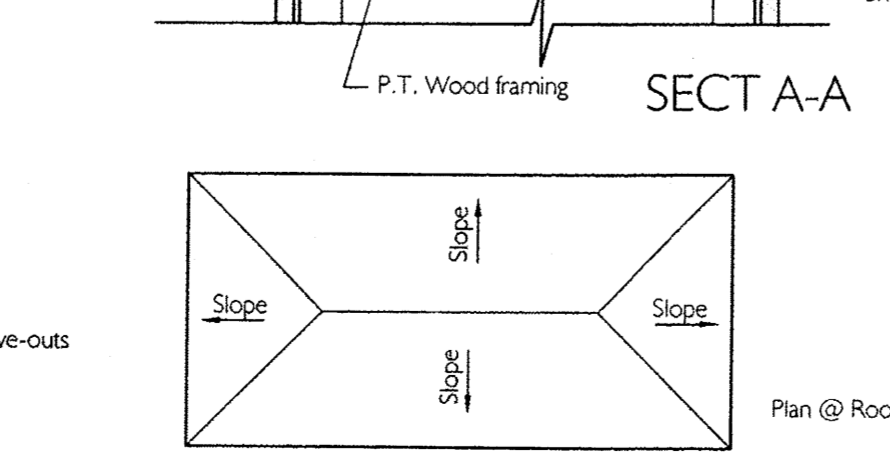 P.T. Wood framing
SECT A-A
Slope
Slope
Slope
Slope
ve-outs
Plan @ Roo